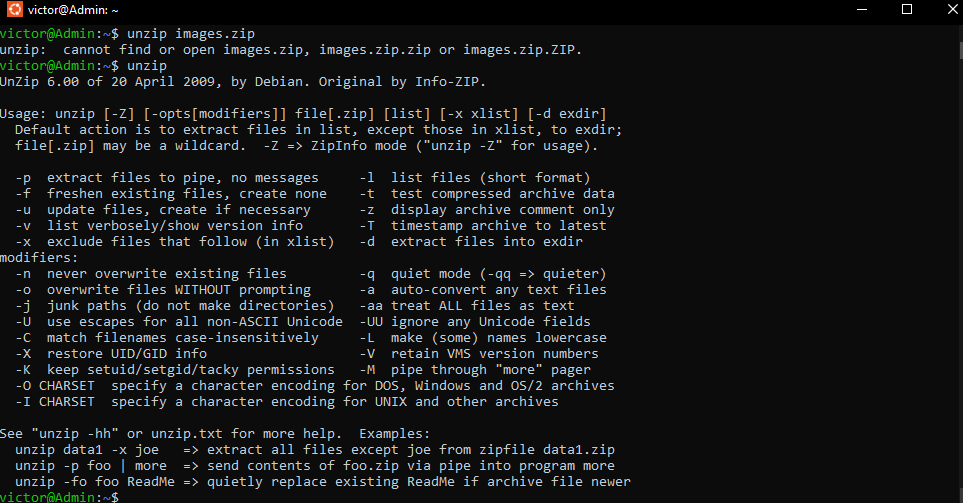 victor@Admin: ~
victor@Admin:~$ unzip images.zip
unzip:  cannot find or open images.zip, images.zip.zip or images.zip.ZIP.
victor@Admin:~$ unzip
UnZip 6.00 of 20 April 2009, by Debian. Original by Info-ZIP.

Usage: unzip [-Z] [-opts[modifiers]] file[.zip] [list] [-x xlist] [-d exdir]
  Default action is to extract files in list, except those in xlist, to exdir;
  file[.zip] may be a wildcard.  -Z => ZipInfo mode ("unzip -Z" for usage).

  -p  extract files to pipe, no messages     -l  list files (short format)
  -f  freshen existing files, create none    -t  test compressed archive data
  -u  update files, create if necessary      -z  display archive comment only
  -v  list verbosely/show version info       -T  timestamp archive to latest
  -x  exclude files that follow (in xlist)   -d  extract files into exdir
modifiers:
  -n  never overwrite existing files         -q  quiet mode (-qq => quieter)
  -o  overwrite files WITHOUT prompting      -a  auto-convert any text files
  -j  junk paths (do not make directories)   -aa treat ALL files as text
  -U  use escapes for all non-ASCII Unicode  -UU ignore any Unicode fields
  -C  match filenames case-insensitively     -L  make (some) names lowercase
  -X  restore UID/GID info                   -V  retain VMS version numbers
  -K  keep setuid/setgid/tacky permissions   -M  pipe through "more" pager
  -O CHARSET  specify a character encoding for DOS, Windows and OS/2 archives
  -I CHARSET  specify a character encoding for UNIX and other archives

See "unzip -hh" or unzip.txt for more help.  Examples:
  unzip data1 -x joe   => extract all files except joe from zipfile data1.zip
  unzip -p foo | more  => send contents of foo.zip via pipe into program more
  unzip -fo foo ReadMe => quietly replace existing ReadMe if archive file newer
victor@Admin:~$